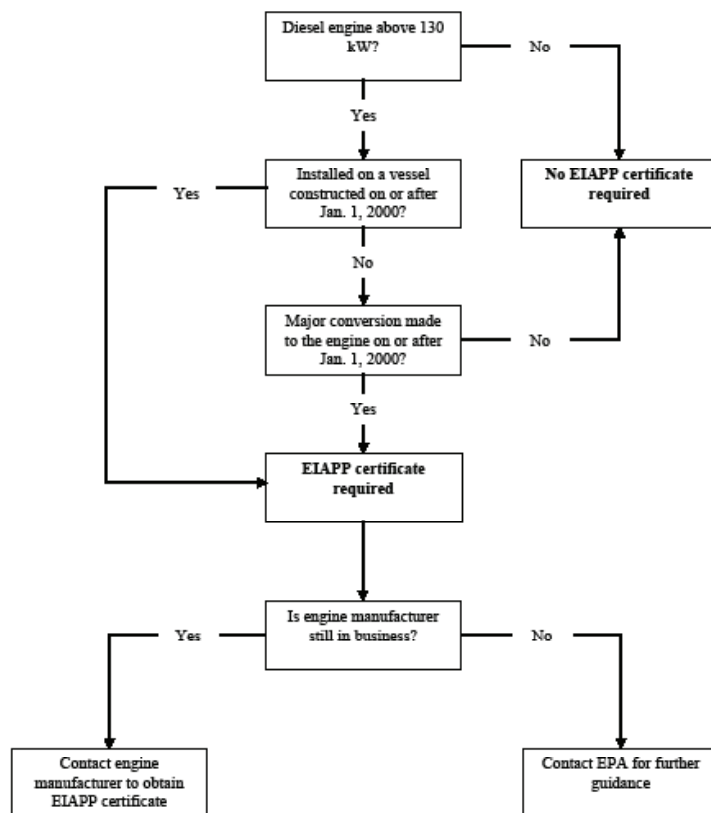 Diesel engine above 130
kW?
No
Yes
Installed on a vessel
constructed on or after
Jan. 1, 2000?
Yes
No EIAPP certificate
required
No
Major conversion made
to the engine on or after
Jan. 1, 2000?
No
Yes
EIAPP certificate
required
Is engine manufacturer
still in business?
Yes
No
Contact engine
manufacturer to obtain
EIAPP certificate
Contact EPA for further
guidance